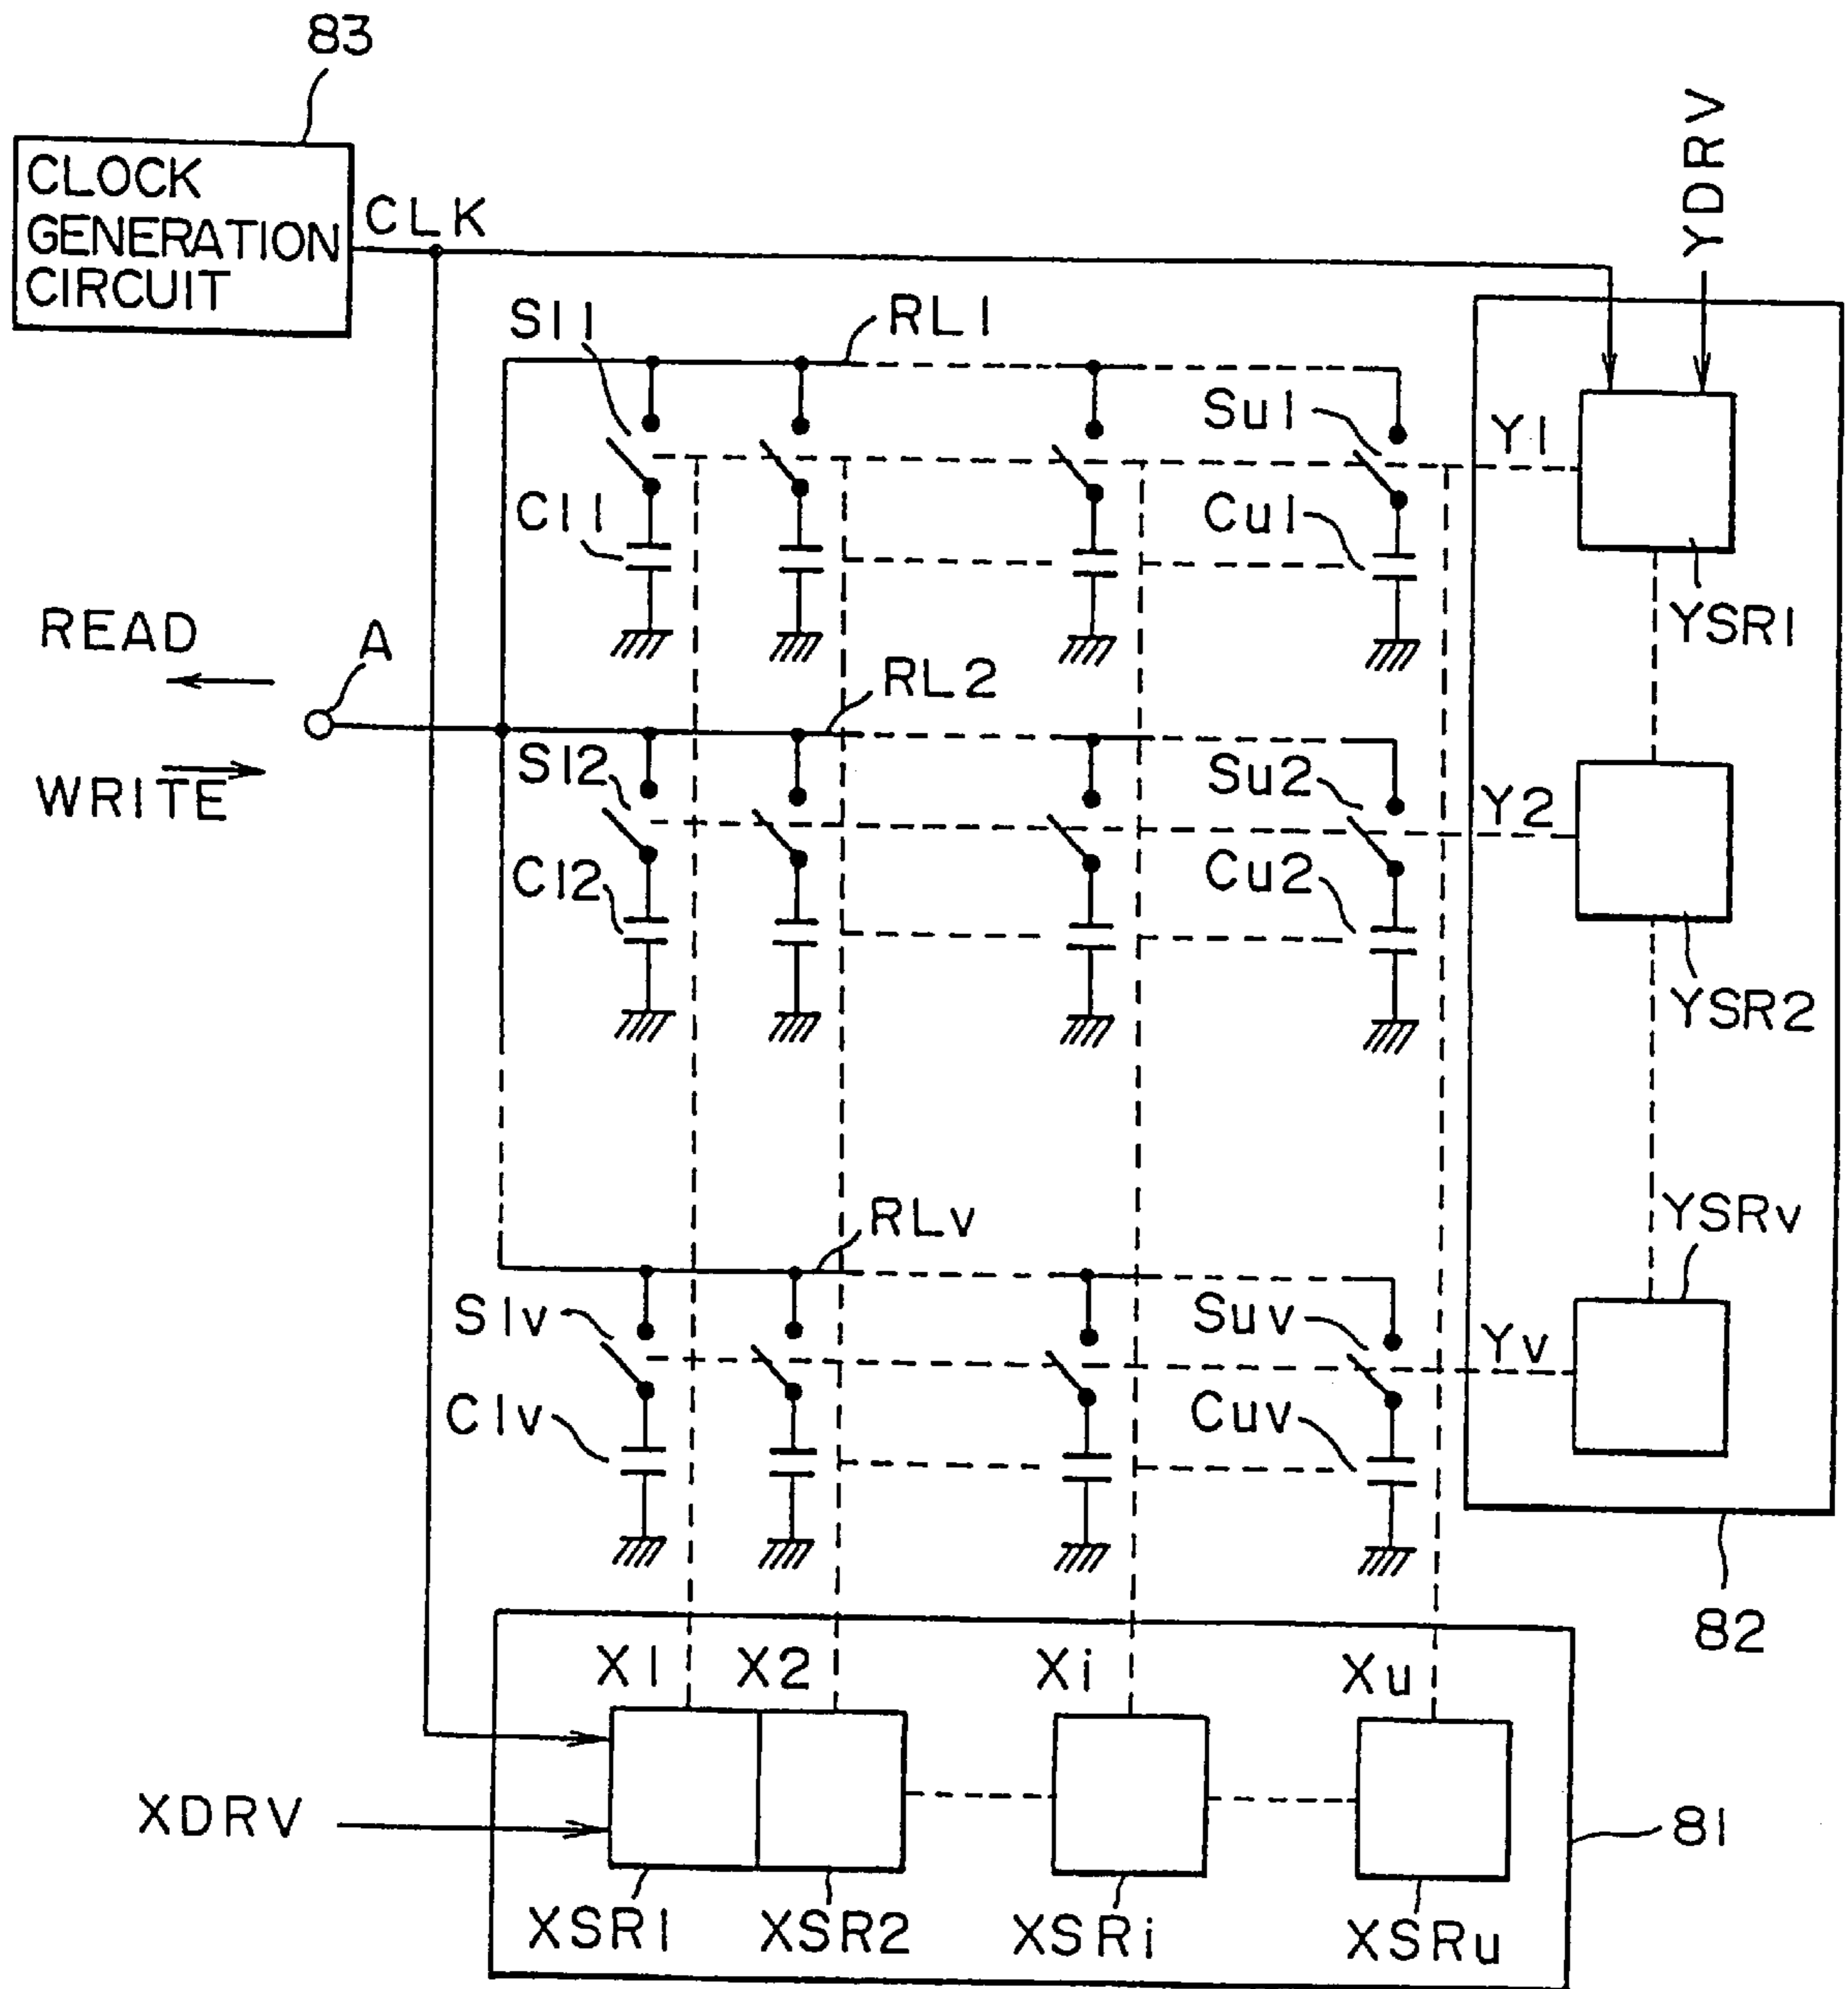 83
CLOCK
GENERATION
CIRCUIT
CLK
YDRV
S11
RL1
Su1
Y1
C11
Cu1
YSR1
READ
A
RL2
WRITE
S12
Su2
Y2
C12
Cu2
YSR2
RLv
YSRv
S1v
Suv
Yv
C1v
Cuv
82
X1
X2
Xi
Xu
XDRV
81
XSR1
XSR2
XSRi
XSRu